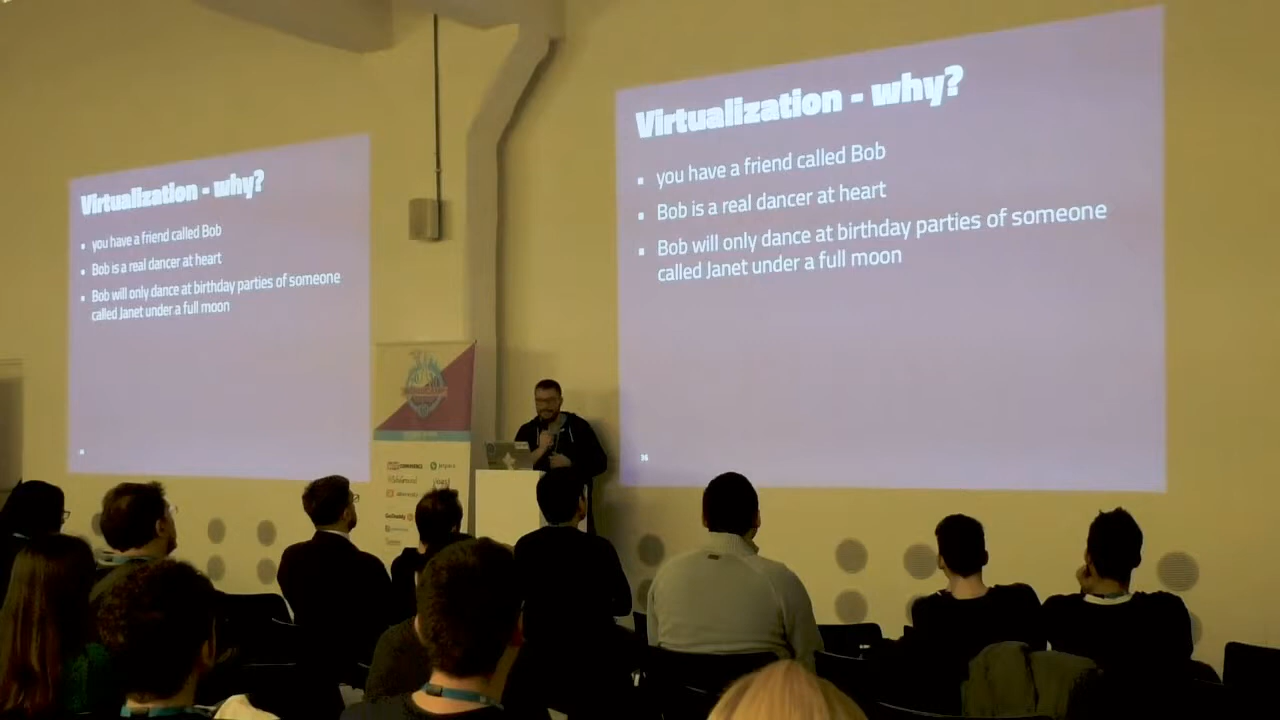 Virtualization - why?
you have a friend called Bob
Bob is a real dancer at heart
Bob will only dance at birthday parties of someone
called Janet under a full moon
Virtualization - why?
you have a friend called Bob
Bob is a real dancer at heart
Bob will only dance at birthday parties of someone
called Janet under a full moon
36
GoDaddy